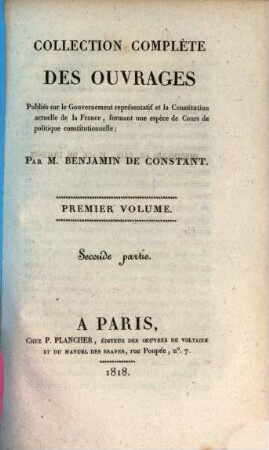 COLLECTION COMPLÈTE
DES OUVRAGES
Publiés sur le Gouvernement représentatif et la Constitution
actuelle de la France, formant une espèce de Cours de
politique constitutionnelle;
PAR M. BENJAMIN DE CONSTANT.
PREMIER VOLUME.
Seconde partie.
A PARIS,
CHEZ P. PLANCHER, ÉDITEUR DES ŒUVRES DE VOLTAIRE
ET DU MANUEL DES BRAVES, rue Poupée, n°. 7.
1818.